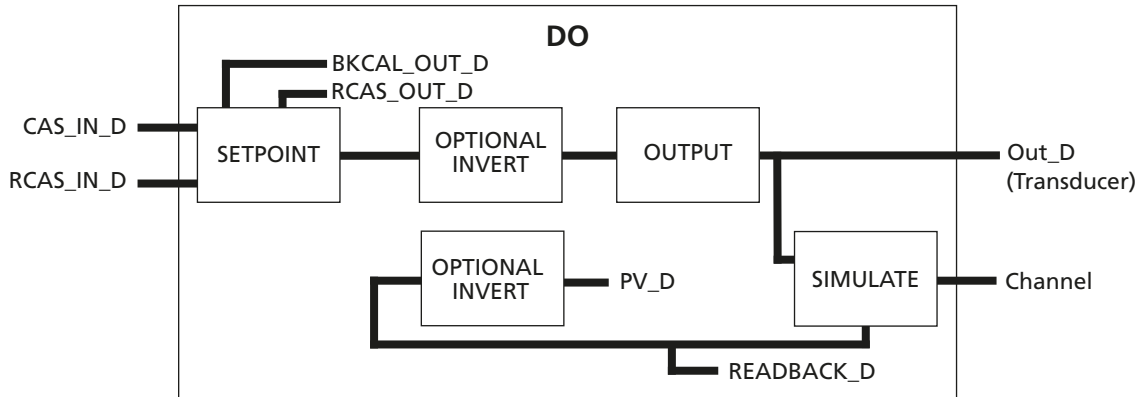 DO
BKCAL_OUT_D
RCAS_OUT_D
CAS_IN_D
RCAS_IN_D
SETPOINT
OPTIONAL
INVERT
OUTPUT
Out_D
(Transducer)
OPTIONAL
INVERT
PV_D
SIMULATE
Channel
READBACK_D